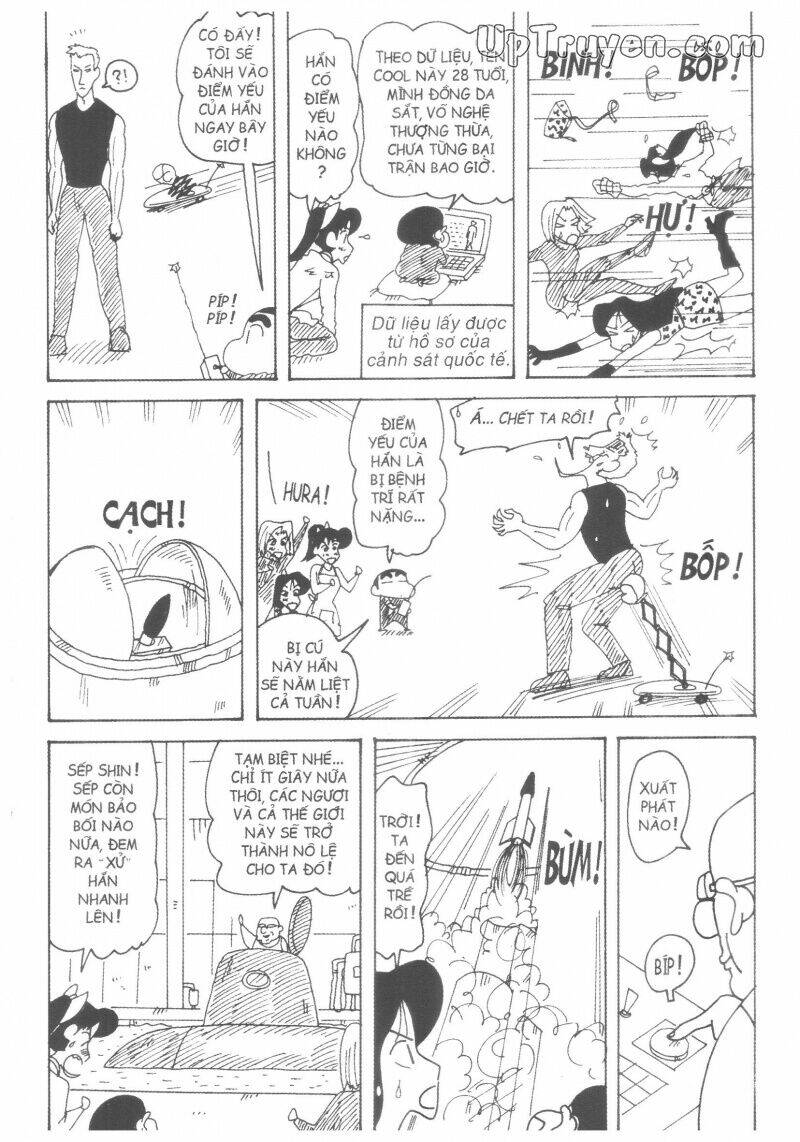 UpTruyen.com
BINH!
BỐP!
HỰ!
THEO DỮ LIỆU, TÊN
COOL NÀY 28 TUỔI,
MÌNH ĐỒNG DA
SẮT, VÕ NGHỆ
THƯỢNG THỪA,
CHƯA TỪNG BẠI
TRẬN BAO GIỜ.
Dữ liệu lấy được
từ hồ sơ của
cảnh sát quốc tế.
HẮN
CÓ
ĐIỂM
YẾU
NÀO
KHÔNG
?
CÓ ĐẤY!
TÔI SẼ
ĐÁNH VÀO
ĐIỂM YẾU
CỦA HẮN
NGAY BÂY
GIỜ!
?!
PÍP!
PÍP!
Á... CHẾT TA RỒI!
BỐP!
ĐIỂM
YẾU CỦA
HẮN LÀ
BỊ BỆNH
TRĨ RẤT
NẶNG...
HURA!
BỊ CÚ
NÀY HẮN
SẼ NẰM LIỆT
CẢ TUẦN!
CẠCH!
XUẤT
PHÁT
NÀO!
BÍP!
BÙM!
TRỜI!
TA
ĐẾN
QUÁ
TRỄ
RỒI!
TẠM BIỆT NHÉ...
CHỈ ÍT GIÂY NỮA
THÔI, CÁC NGƯƠI
VÀ CẢ THẾ GIỚI
NÀY SẼ TRỞ
THÀNH NÔ LỆ
CHO TA ĐÓ!
SẾP SHIN!
SẾP CÒN
MÓN BẢO
BỐI NÀO
NỮA, ĐEM
RA "XỬ"
HẮN
NHANH
LÊN!